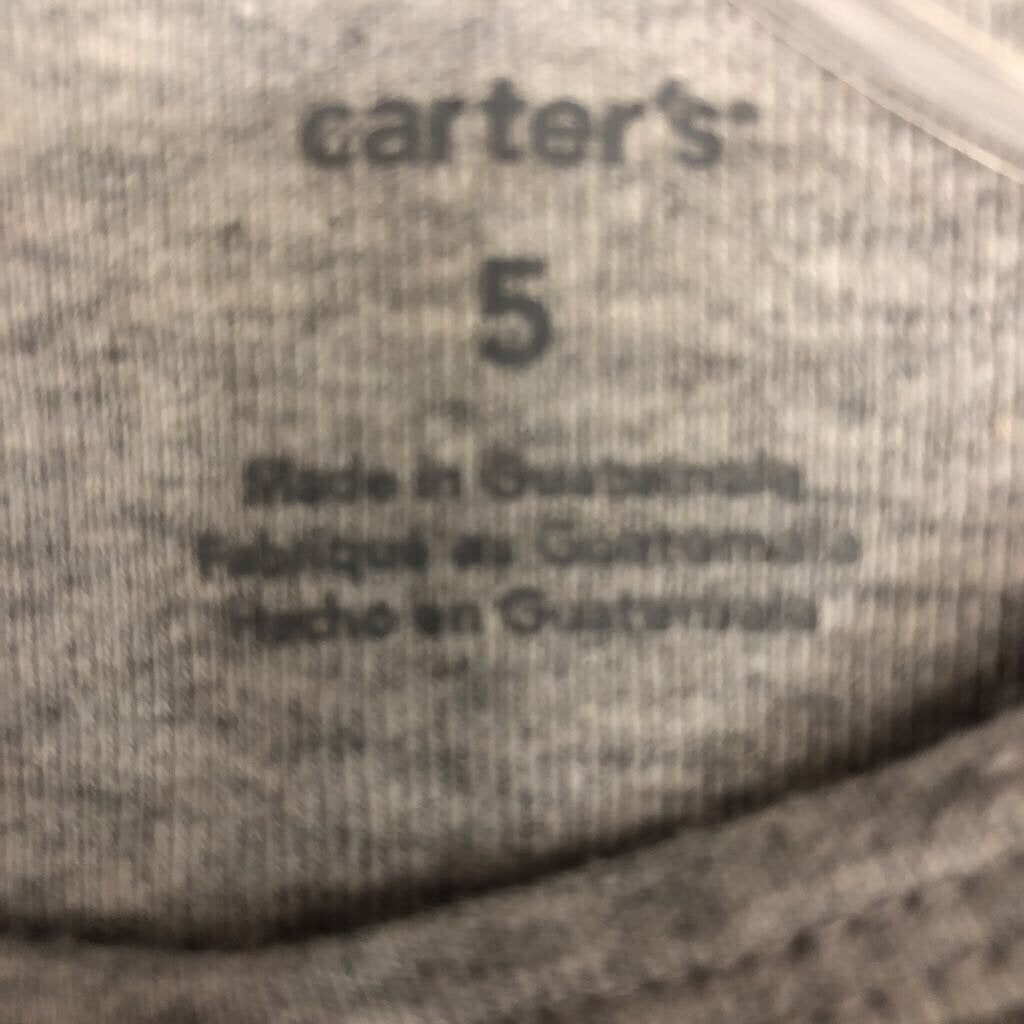 carter's
5
Made in Guatemala
Fabriqué au Guatemala
Hecho en Guatemala